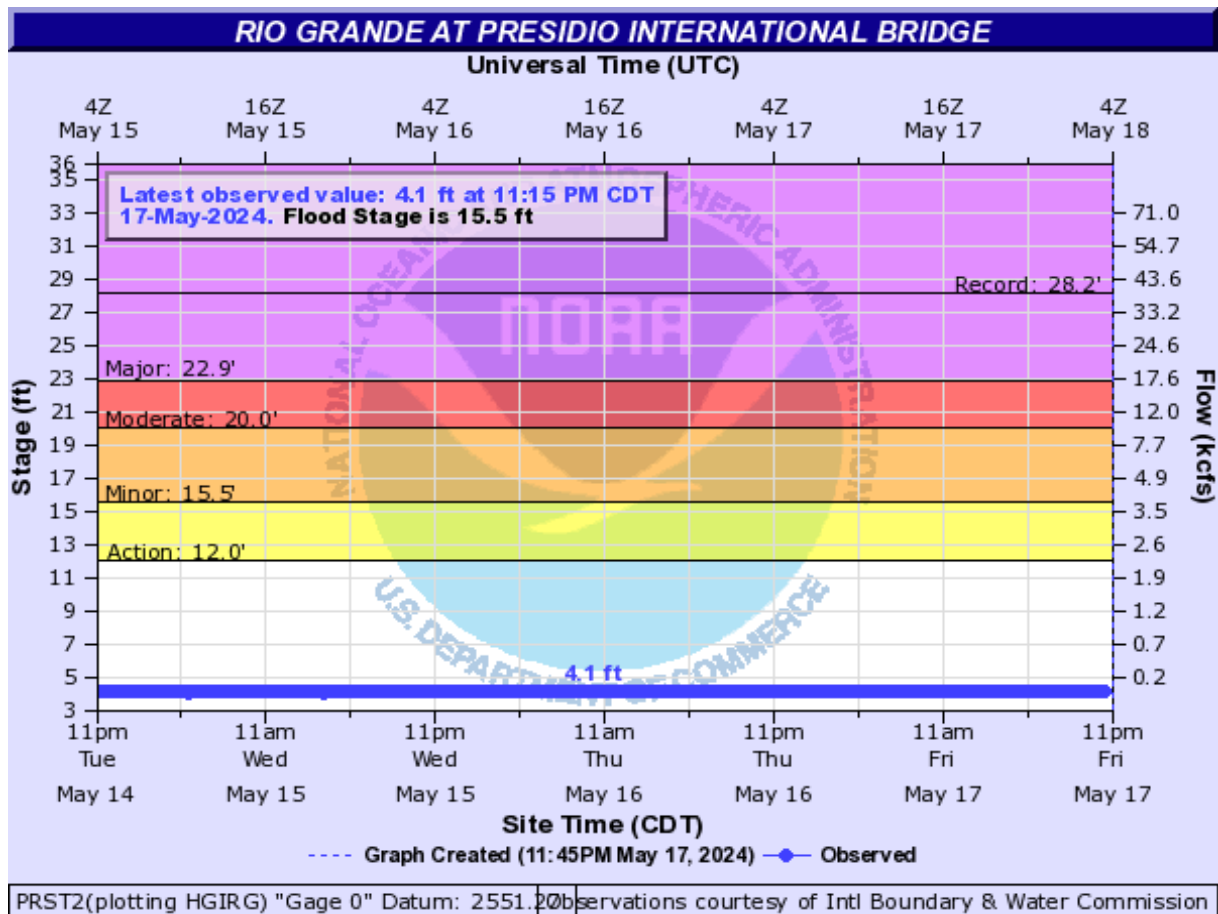 RIO GRANDE AT PRESIDIO INTERNATIONAL BRIDGE
Universal Time (UTC)
4Z 16Z 4Z 16Z 4Z 16Z 4Z
May 15 May 15 May 16 May 16 May 17 May 17 May 18
Latest observed value: 4.1 ft at 11:15 PM CDT
17-May-2024. Flood Stage is 15.5 ft
NATIONAL OCEANIC AND ATMOSPHERIC ADMINISTRATION
NOAA
U.S. DEPARTMENT OF COMMERCE
Stage (ft)
36
35
33
31
29
27
25
23
21
19
17
15
13
11
9
7
5
3
Record: 28.2'
Major: 22.9'
Moderate: 20.0'
Minor: 15.5'
Action: 12.0'
4.1 ft
71.0
54.7
43.6
33.2
24.6
17.6
12.0
7.7
4.9
3.5
2.6
1.9
1.2
0.7
0.2
Flow (kcfs)
11pm 11am 11pm 11am 11pm 11am 11pm
Tue Wed Wed Thu Thu Fri Fri
May 14 May 15 May 15 May 16 May 16 May 17 May 17
Site Time (CDT)
Graph Created (11:45PM May 17, 2024) Observed
PRST2(plotting HGIRG) "Gage 0" Datum: Observations courtesy of Intl Boundary & Water Commission